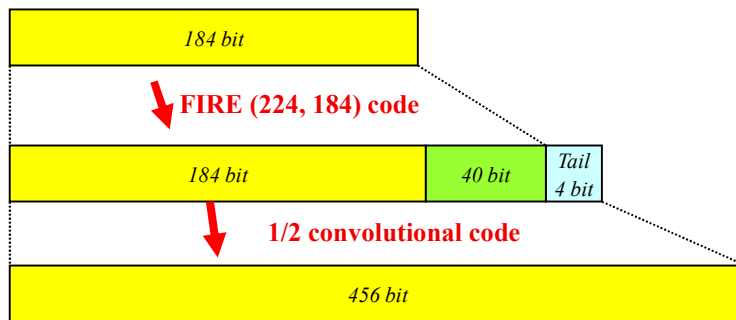 184 bit
FIRE (224, 184) code
184 bit
40 bit
Tail
4 bit
1/2 convolutional code
456 bit